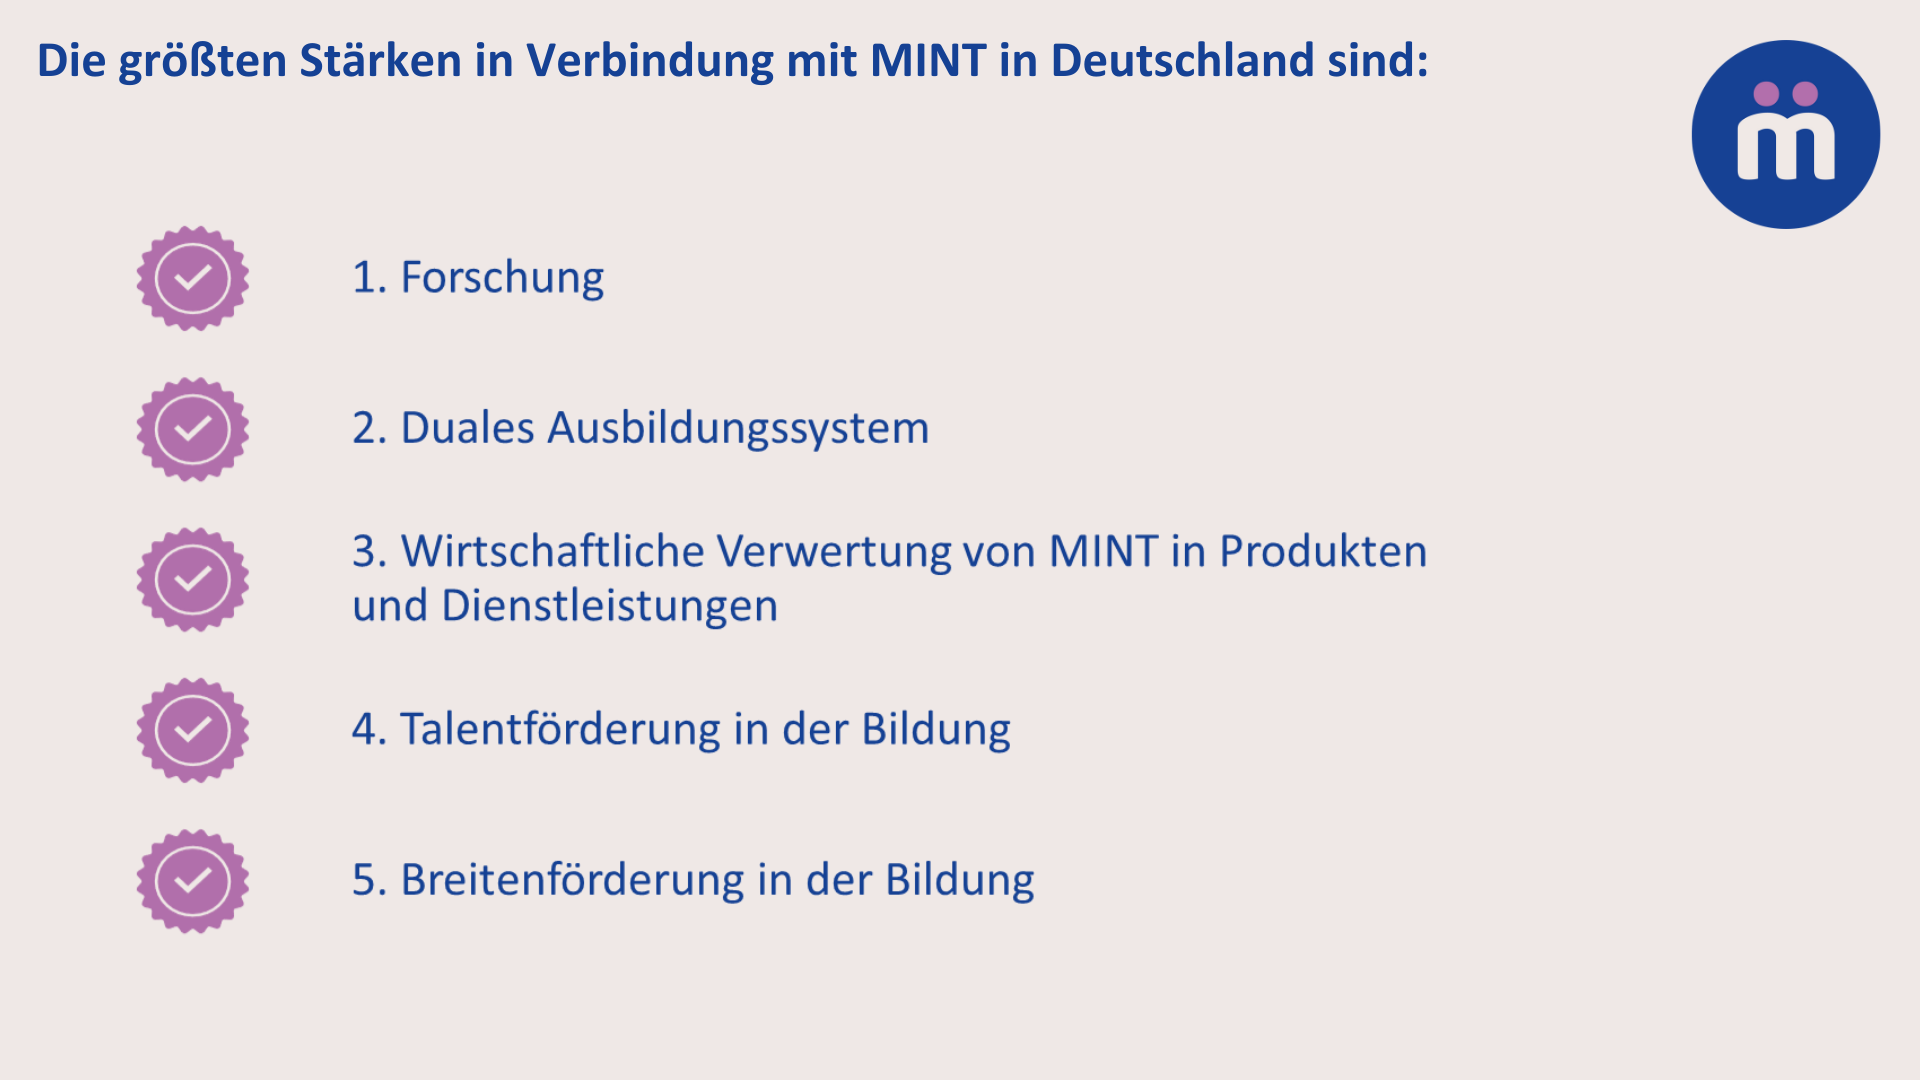 Die größten Stärken in Verbindung mit MINT in Deutschland sind:
m
1. Forschung
2. Duales Ausbildungssystem
3. Wirtschaftliche Verwertung von MINT in Produkten
und Dienstleistungen
4. Talentförderung in der Bildung
5. Breitenförderung in der Bildung